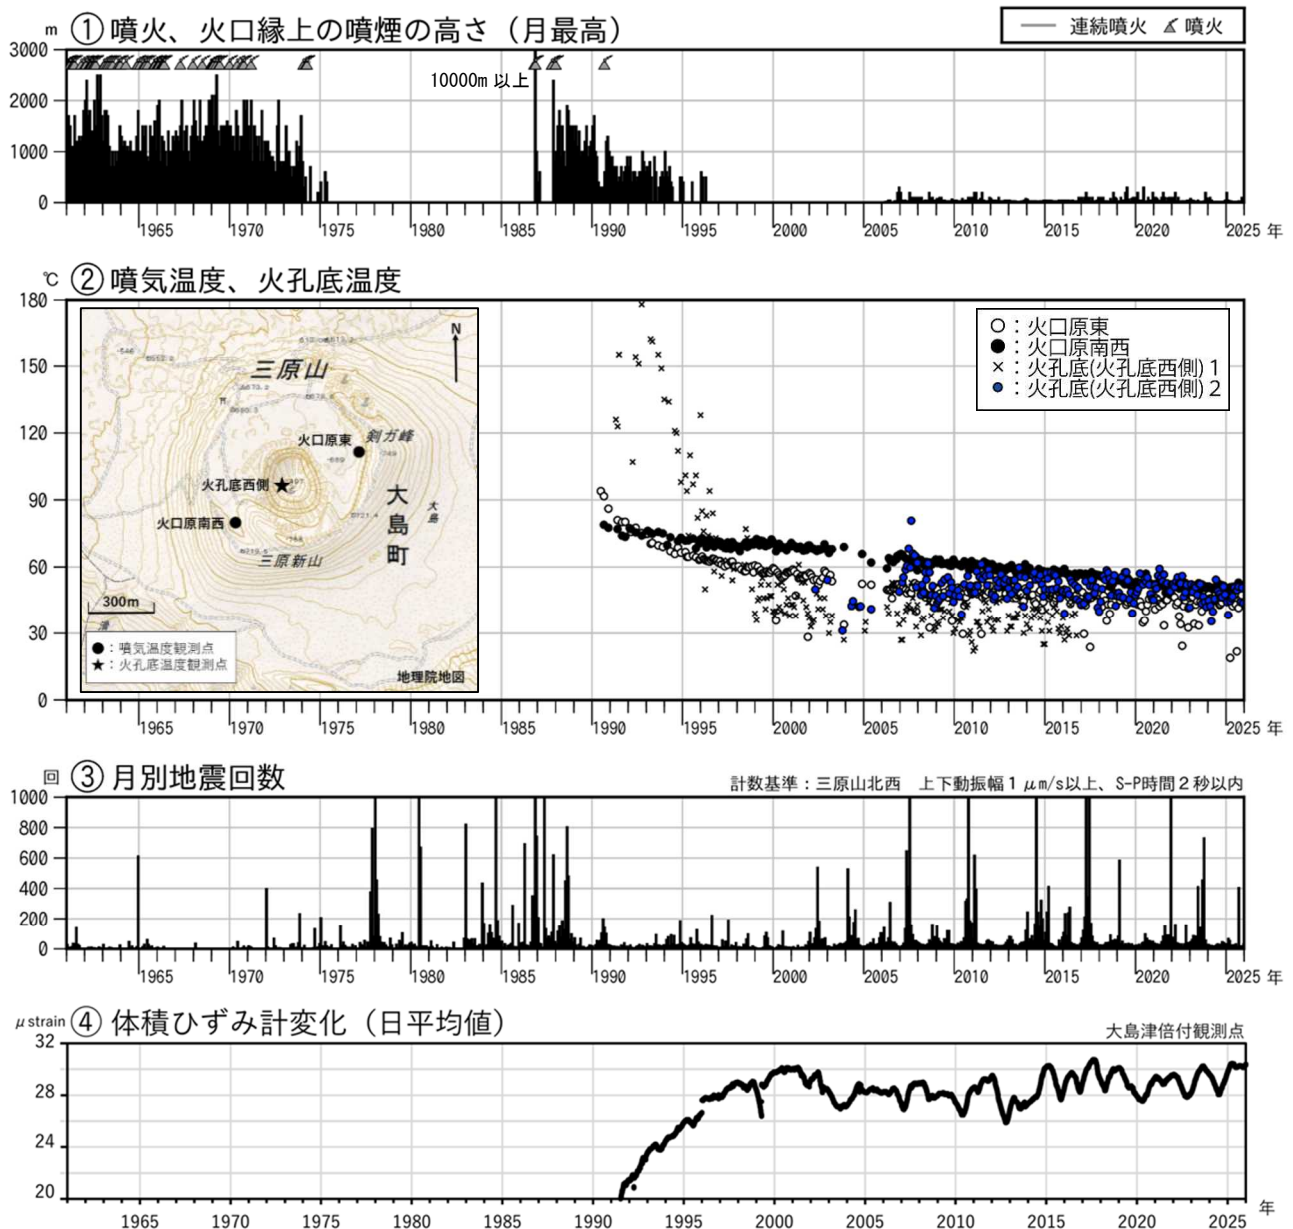 m ① 噴火、火口縁上の噴煙の高さ（月最高）
連続噴火 噴火
3000
10000m 以上
2000
1000
0
1965 1970 1975 1980 1985 1990 1995 2000 2005 2010 2015 2020 2025 年
℃ ② 噴気温度、火孔底温度
180
150
120
90
60
30
0
○：火口原東
●：火口原南西
×：火孔底(火孔底西側) 1
●：火孔底(火孔底西側) 2
N
三原山
火口原東
剣ガ峰
火孔底西側
大島町
大島
火口原南西
三原新山
300m
●：噴気温度観測点
★：火孔底温度観測点
地理院地図
1965 1970 1975 1980 1985 1990 1995 2000 2005 2010 2015 2020 2025 年
回 ③ 月別地震回数
計数基準：三原山北西 上下動振幅１μm/s以上、S-P時間２秒以内
1000
800
600
400
200
0
1965 1970 1975 1980 1985 1990 1995 2000 2005 2010 2015 2020 2025 年
μstrain ④ 体積ひずみ計変化（日平均値）
大島津倍付観測点
32
28
24
20
1965 1970 1975 1980 1985 1990 1995 2000 2005 2010 2015 2020 2025 年